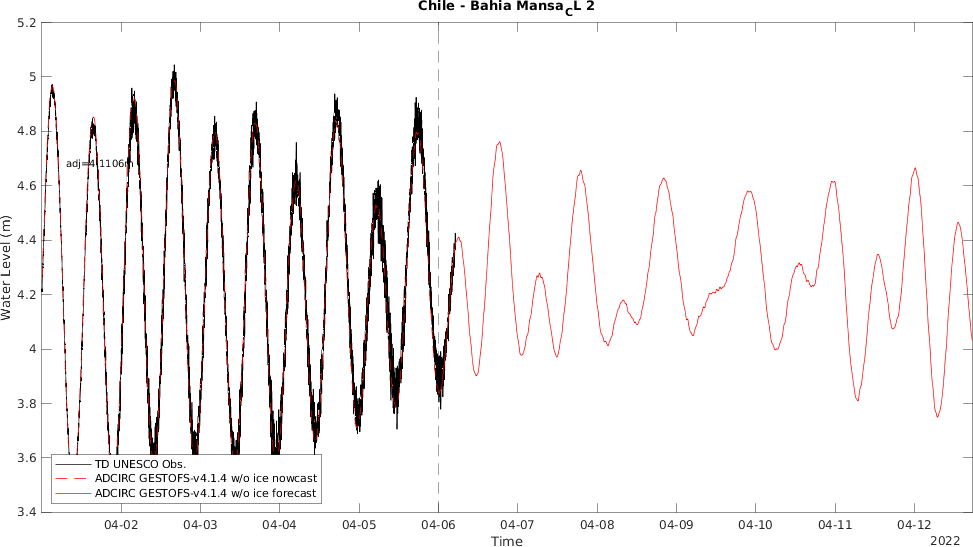 Chile - Bahia Mansa_CL 2
5.2
5
4.8
4.6
4.4
4.2
4
3.8
3.6
3.4
Water Level (m)
adj=4.1106m
TD UNESCO Obs.
ADCIRC GESTOFS-v4.1.4 w/o ice nowcast
ADCIRC GESTOFS-v4.1.4 w/o ice forecast
04-02 04-03 04-04 04-05 04-06 04-07 04-08 04-09 04-10 04-11 04-12
Time
2022